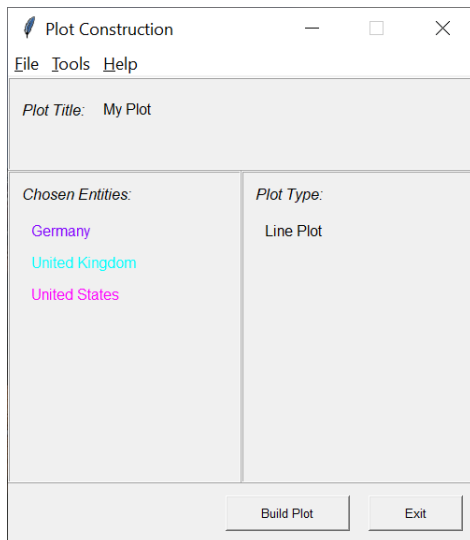 Plot Construction
File Tools Help
Plot Title: My Plot
Chosen Entities:
Germany
United Kingdom
United States
Plot Type:
Line Plot
Build Plot Exit